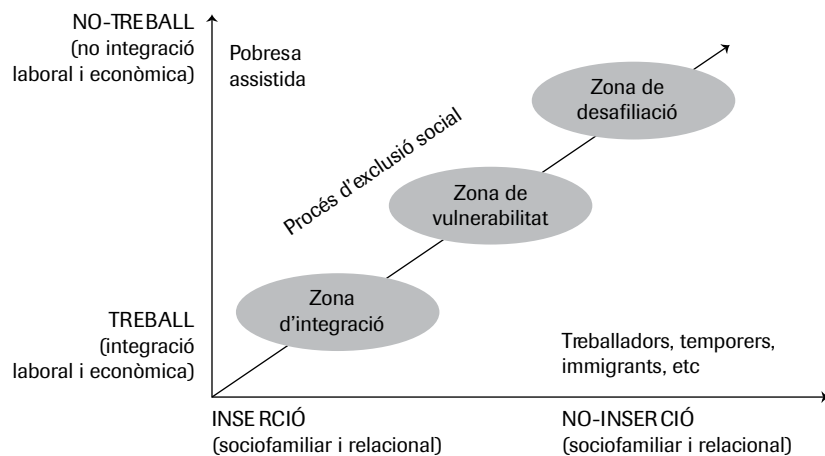 NO-TREBALL
(no integració
laboral i econòmica)
Pobresa
assistida
Zona de
desafiliació
Procés d'exclusió social
Zona de
vulnerabilitat
Zona
d'integració
TREBALL
(integració
laboral i econòmica)
Treballadors, temporers,
immigrants, etc
INSERCIÓ
(sociofamiliar i relacional)
NO-INSERCIÓ
(sociofamiliar i relacional)